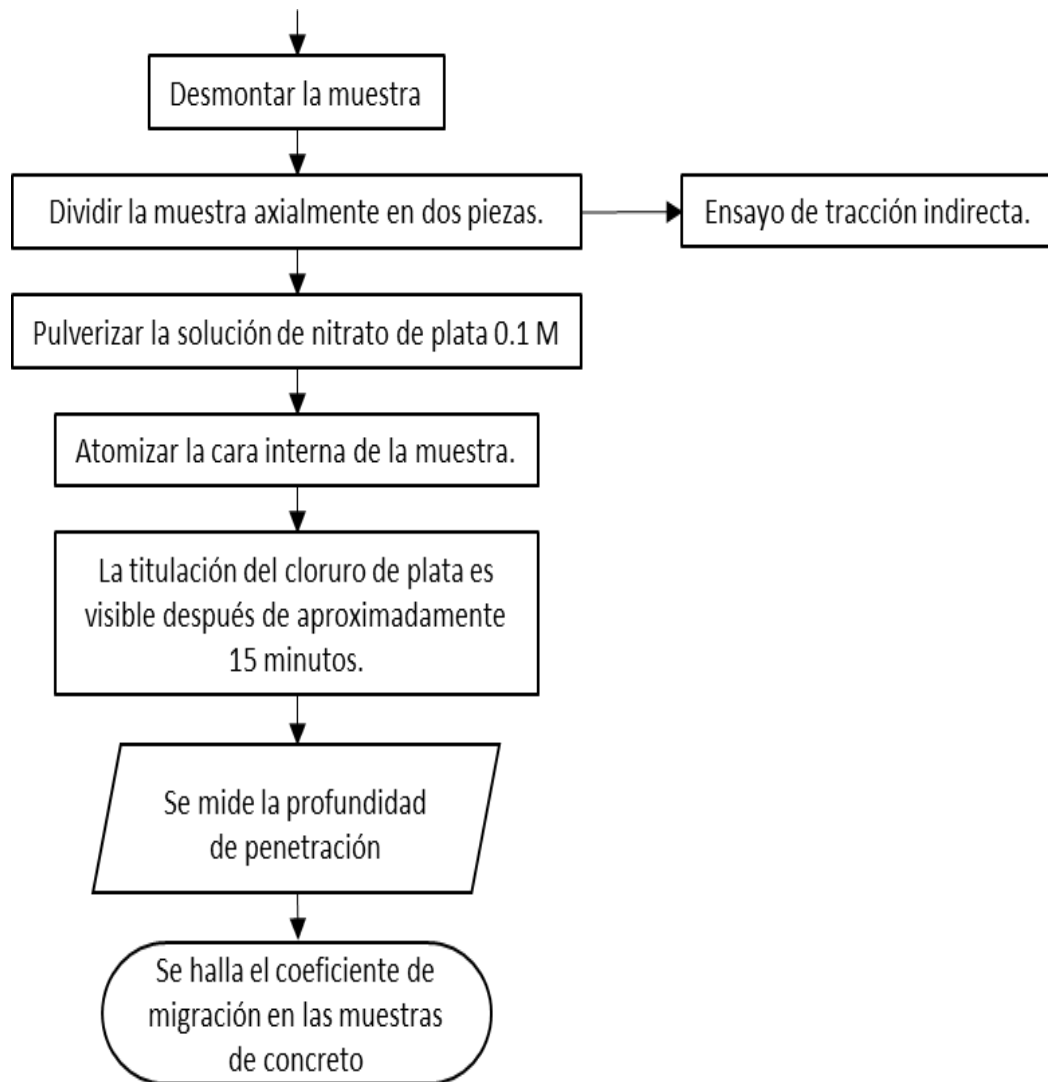 Desmontar la muestra
Dividir la muestra axialmente en dos piezas.
Ensayo de tracción indirecta.
Pulverizar la solución de nitrato de plata 0.1 M
Atomizar la cara interna de la muestra.
La titulación del cloruro de plata es
visible después de aproximadamente
15 minutos.
Se mide la profundidad
de penetración
Se halla el coeficiente de
migración en las muestras
de concreto